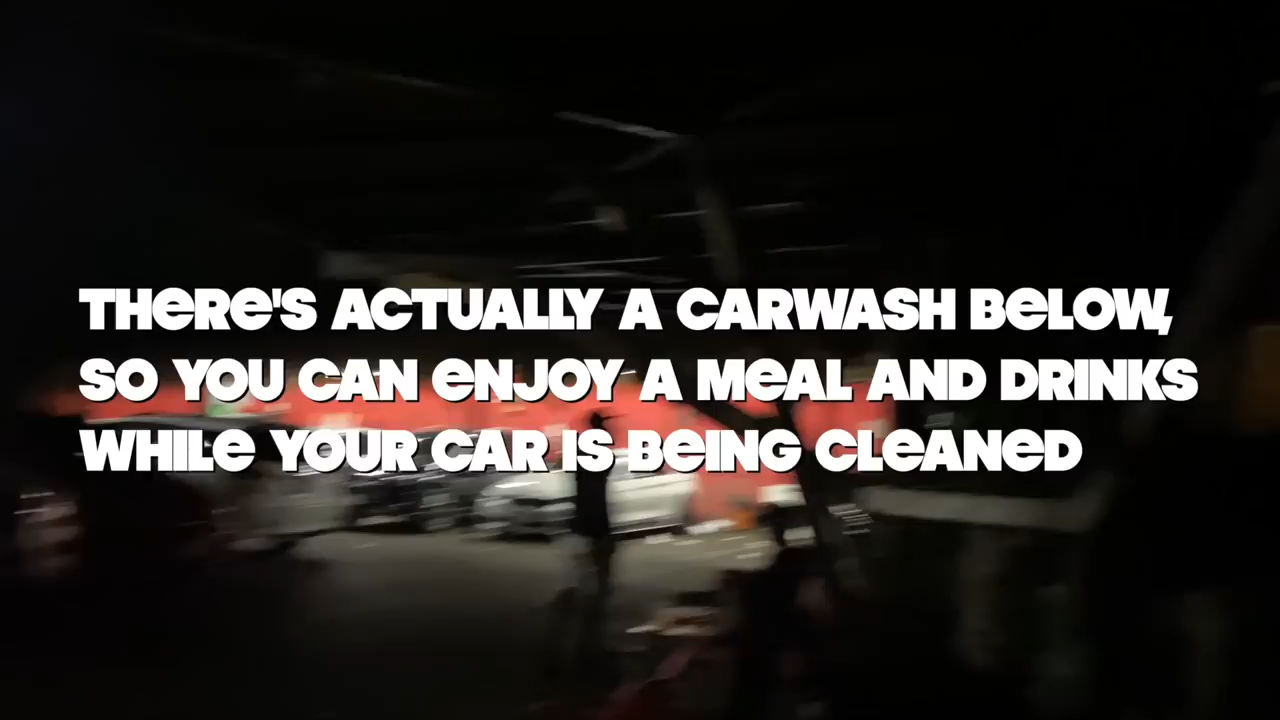 THERE'S ACTUALLY A CARWASH BELOW,
SO YOU CAN ENJOY A MEAL AND DRINKS
WHILE YOUR CAR IS BEING CLEANED